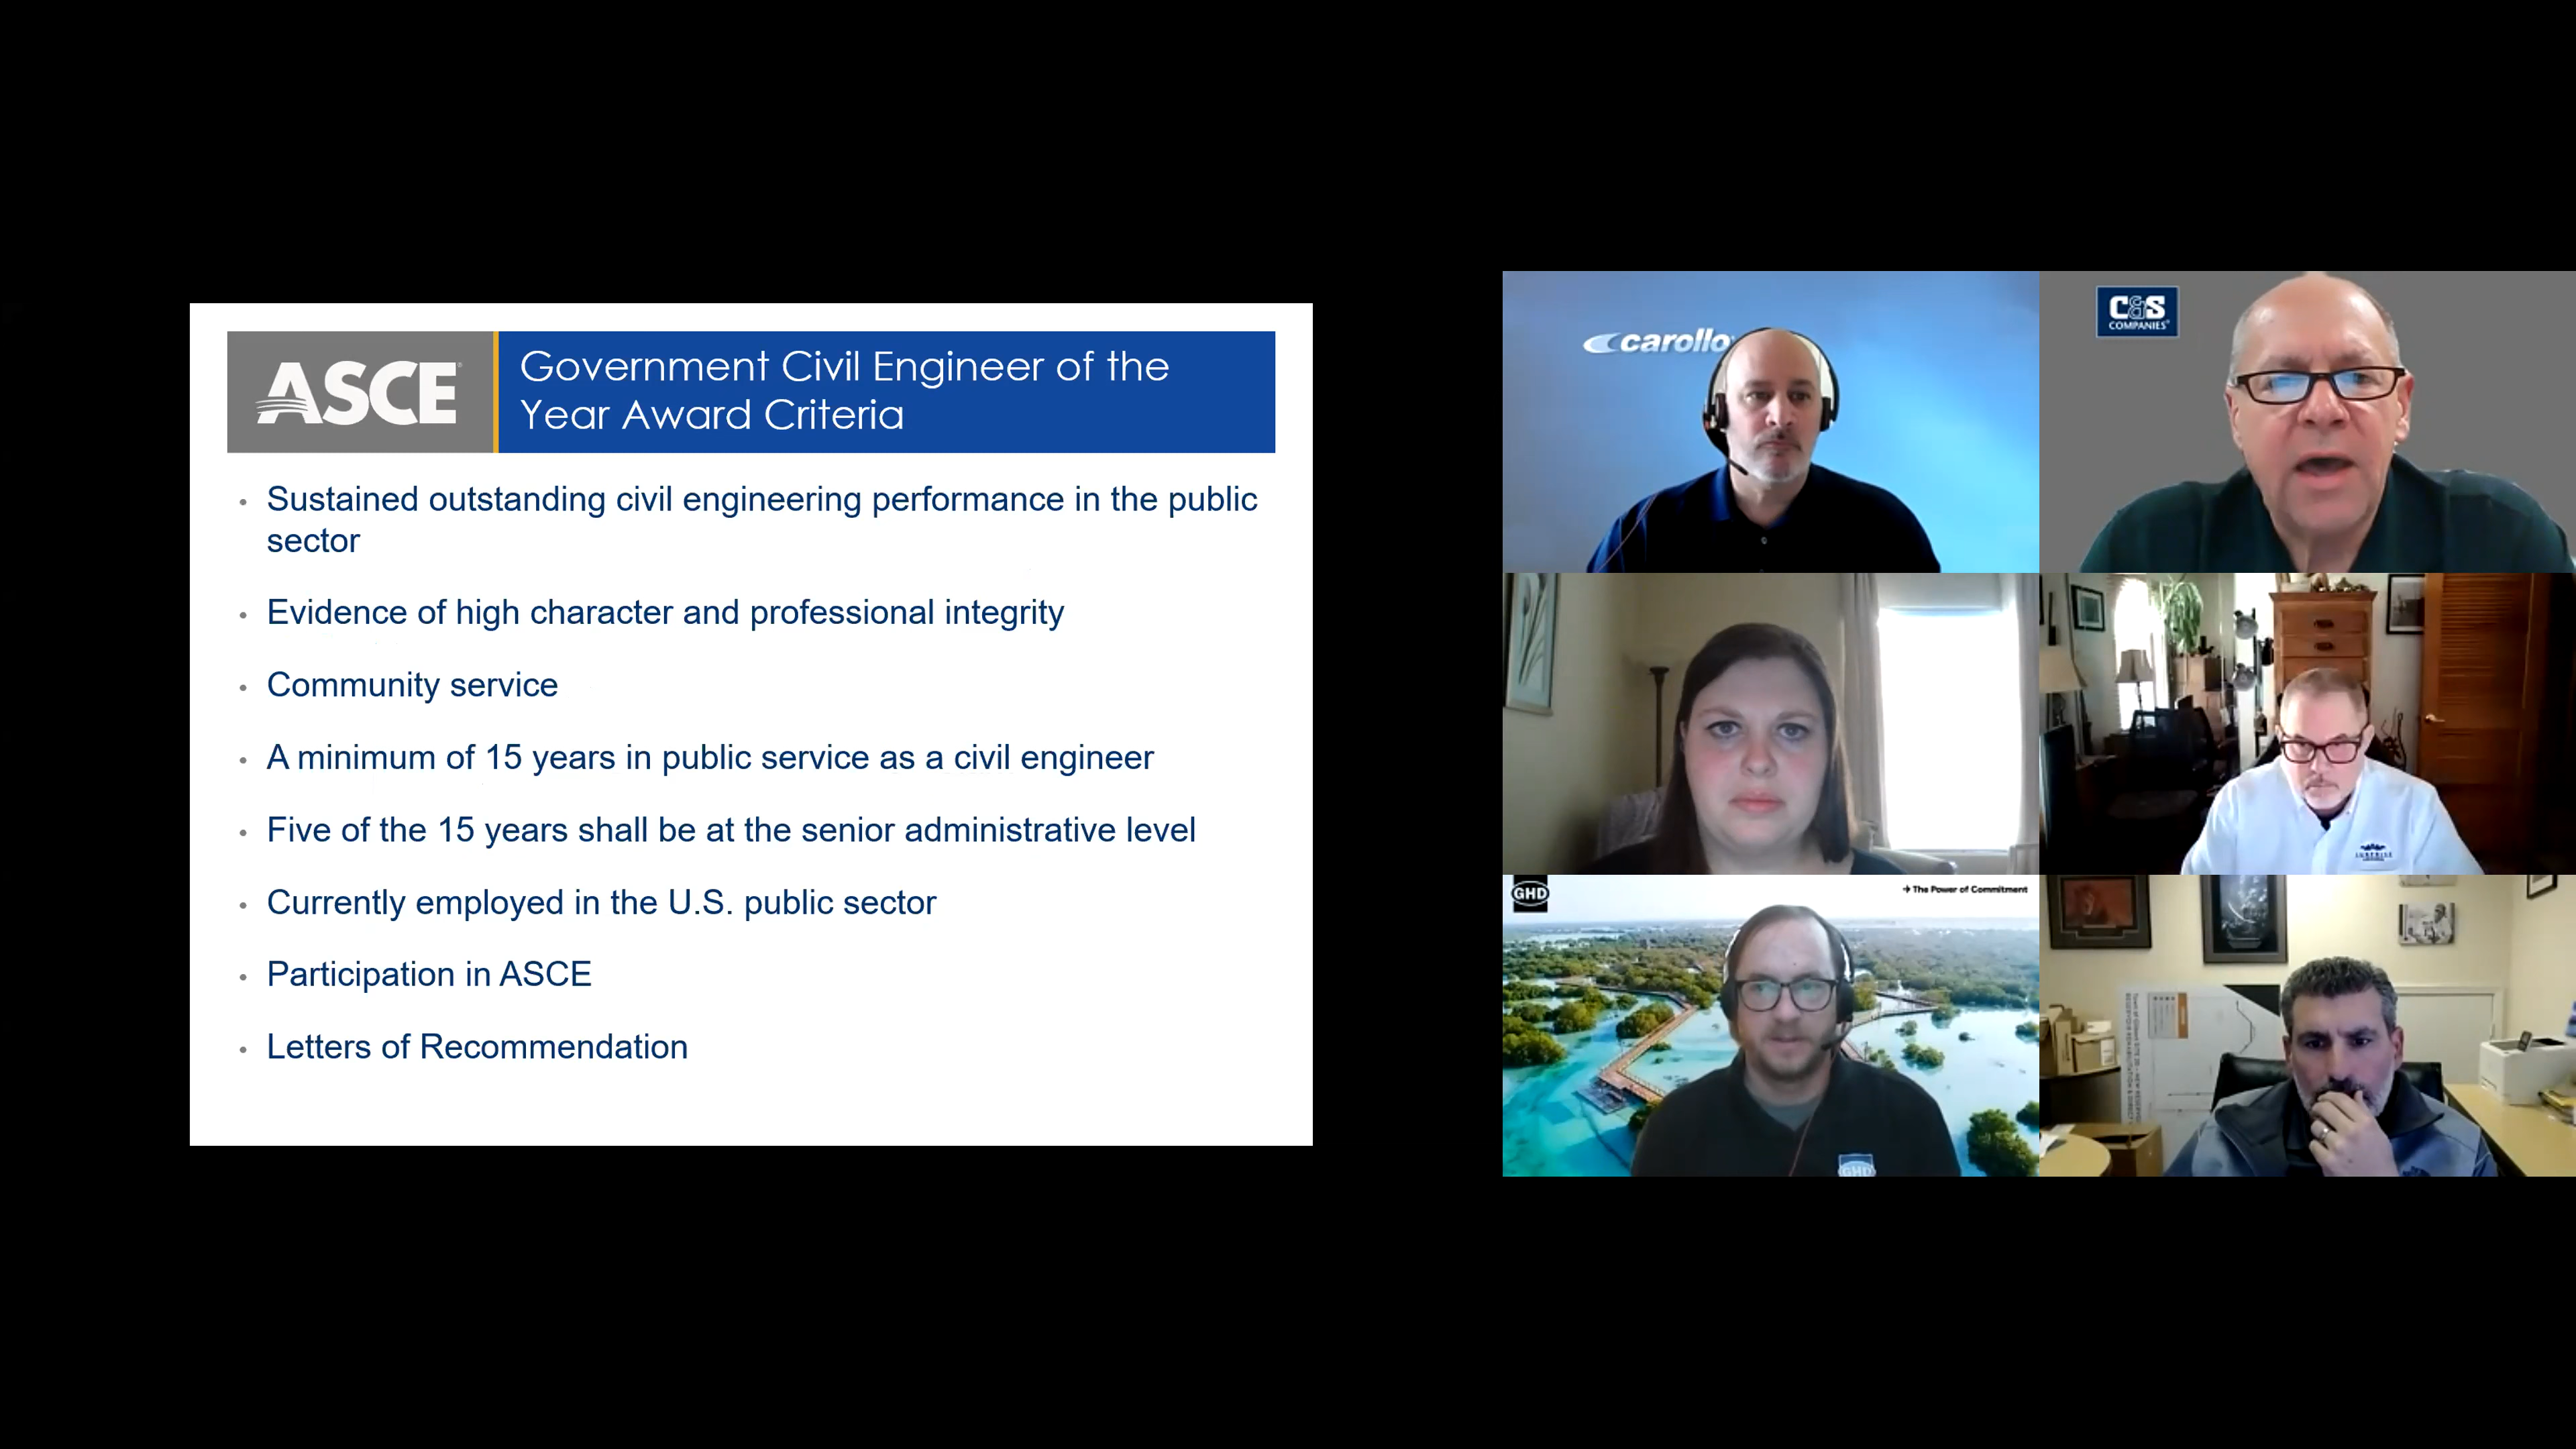 ASCE
Government Civil Engineer of the
Year Award Criteria
• Sustained outstanding civil engineering performance in the public
sector
• Evidence of high character and professional integrity
• Community service
• A minimum of 15 years in public service as a civil engineer
• Five of the 15 years shall be at the senior administrative level
• Currently employed in the U.S. public sector
• Participation in ASCE
• Letters of Recommendation
carollo
C&S
COMPANIES
SURPRISE
GHD
→ The Power of Commitment
GHD